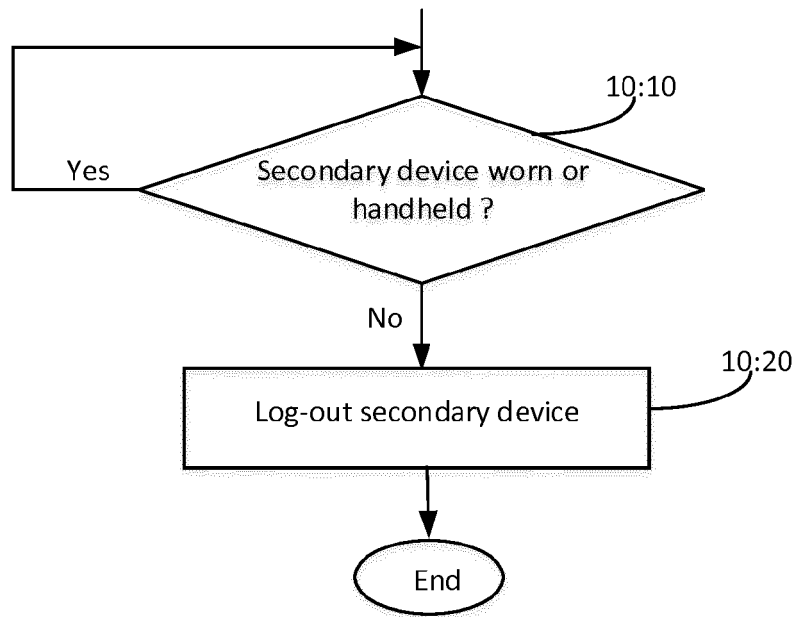 10:10
Secondary device worn or
handheld ?
Yes
No
10:20
Log-out secondary device
End